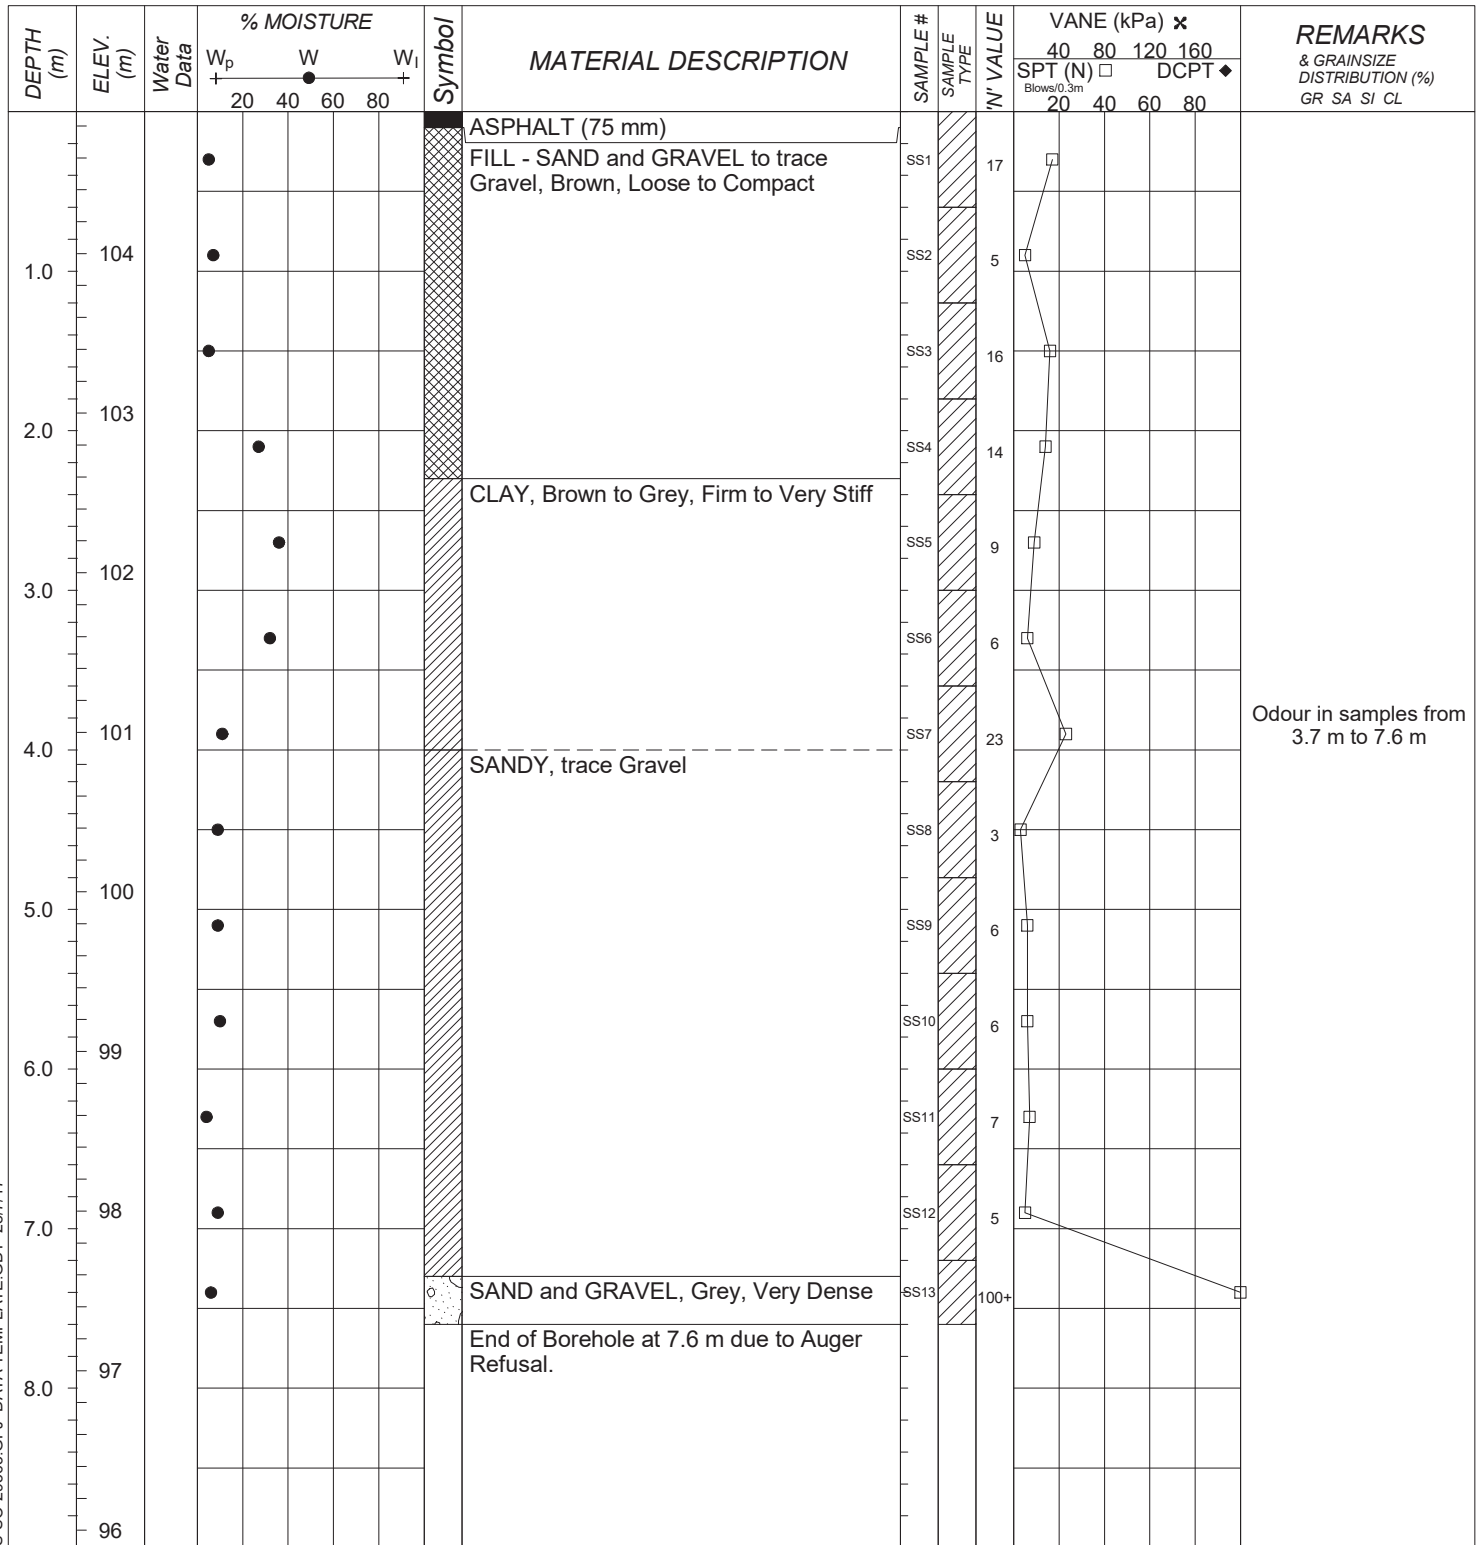 DEPTH (m)
ELEV. (m)
Water Data
% MOISTURE
Wp W Wl
20 40 60 80
Symbol
MATERIAL DESCRIPTION
SAMPLE #
SAMPLE TYPE
'N' VALUE
VANE (kPa)
40 80 120 160
SPT (N) DCPT
Blows/0.3m
20 40 60 80
REMARKS
& GRAINSIZE
DISTRIBUTION (%)
GR SA SI CL
ASPHALT (75 mm)
FILL - SAND and GRAVEL to trace
Gravel, Brown, Loose to Compact
SS1 17
104
SS2 5
1.0
SS3 16
103
2.0
SS4 14
CLAY, Brown to Grey, Firm to Very Stiff
SS5 9
102
3.0
SS6 6
Odour in samples from
3.7 m to 7.6 m
101
SS7 23
4.0
SANDY, trace Gravel
SS8 3
100
5.0
SS9 6
SS10 6
99
6.0
SS11 7
98
SS12 5
7.0
SAND and GRAVEL, Grey, Very Dense
SS13 100+
End of Borehole at 7.6 m due to Auger
Refusal.
97
8.0
96